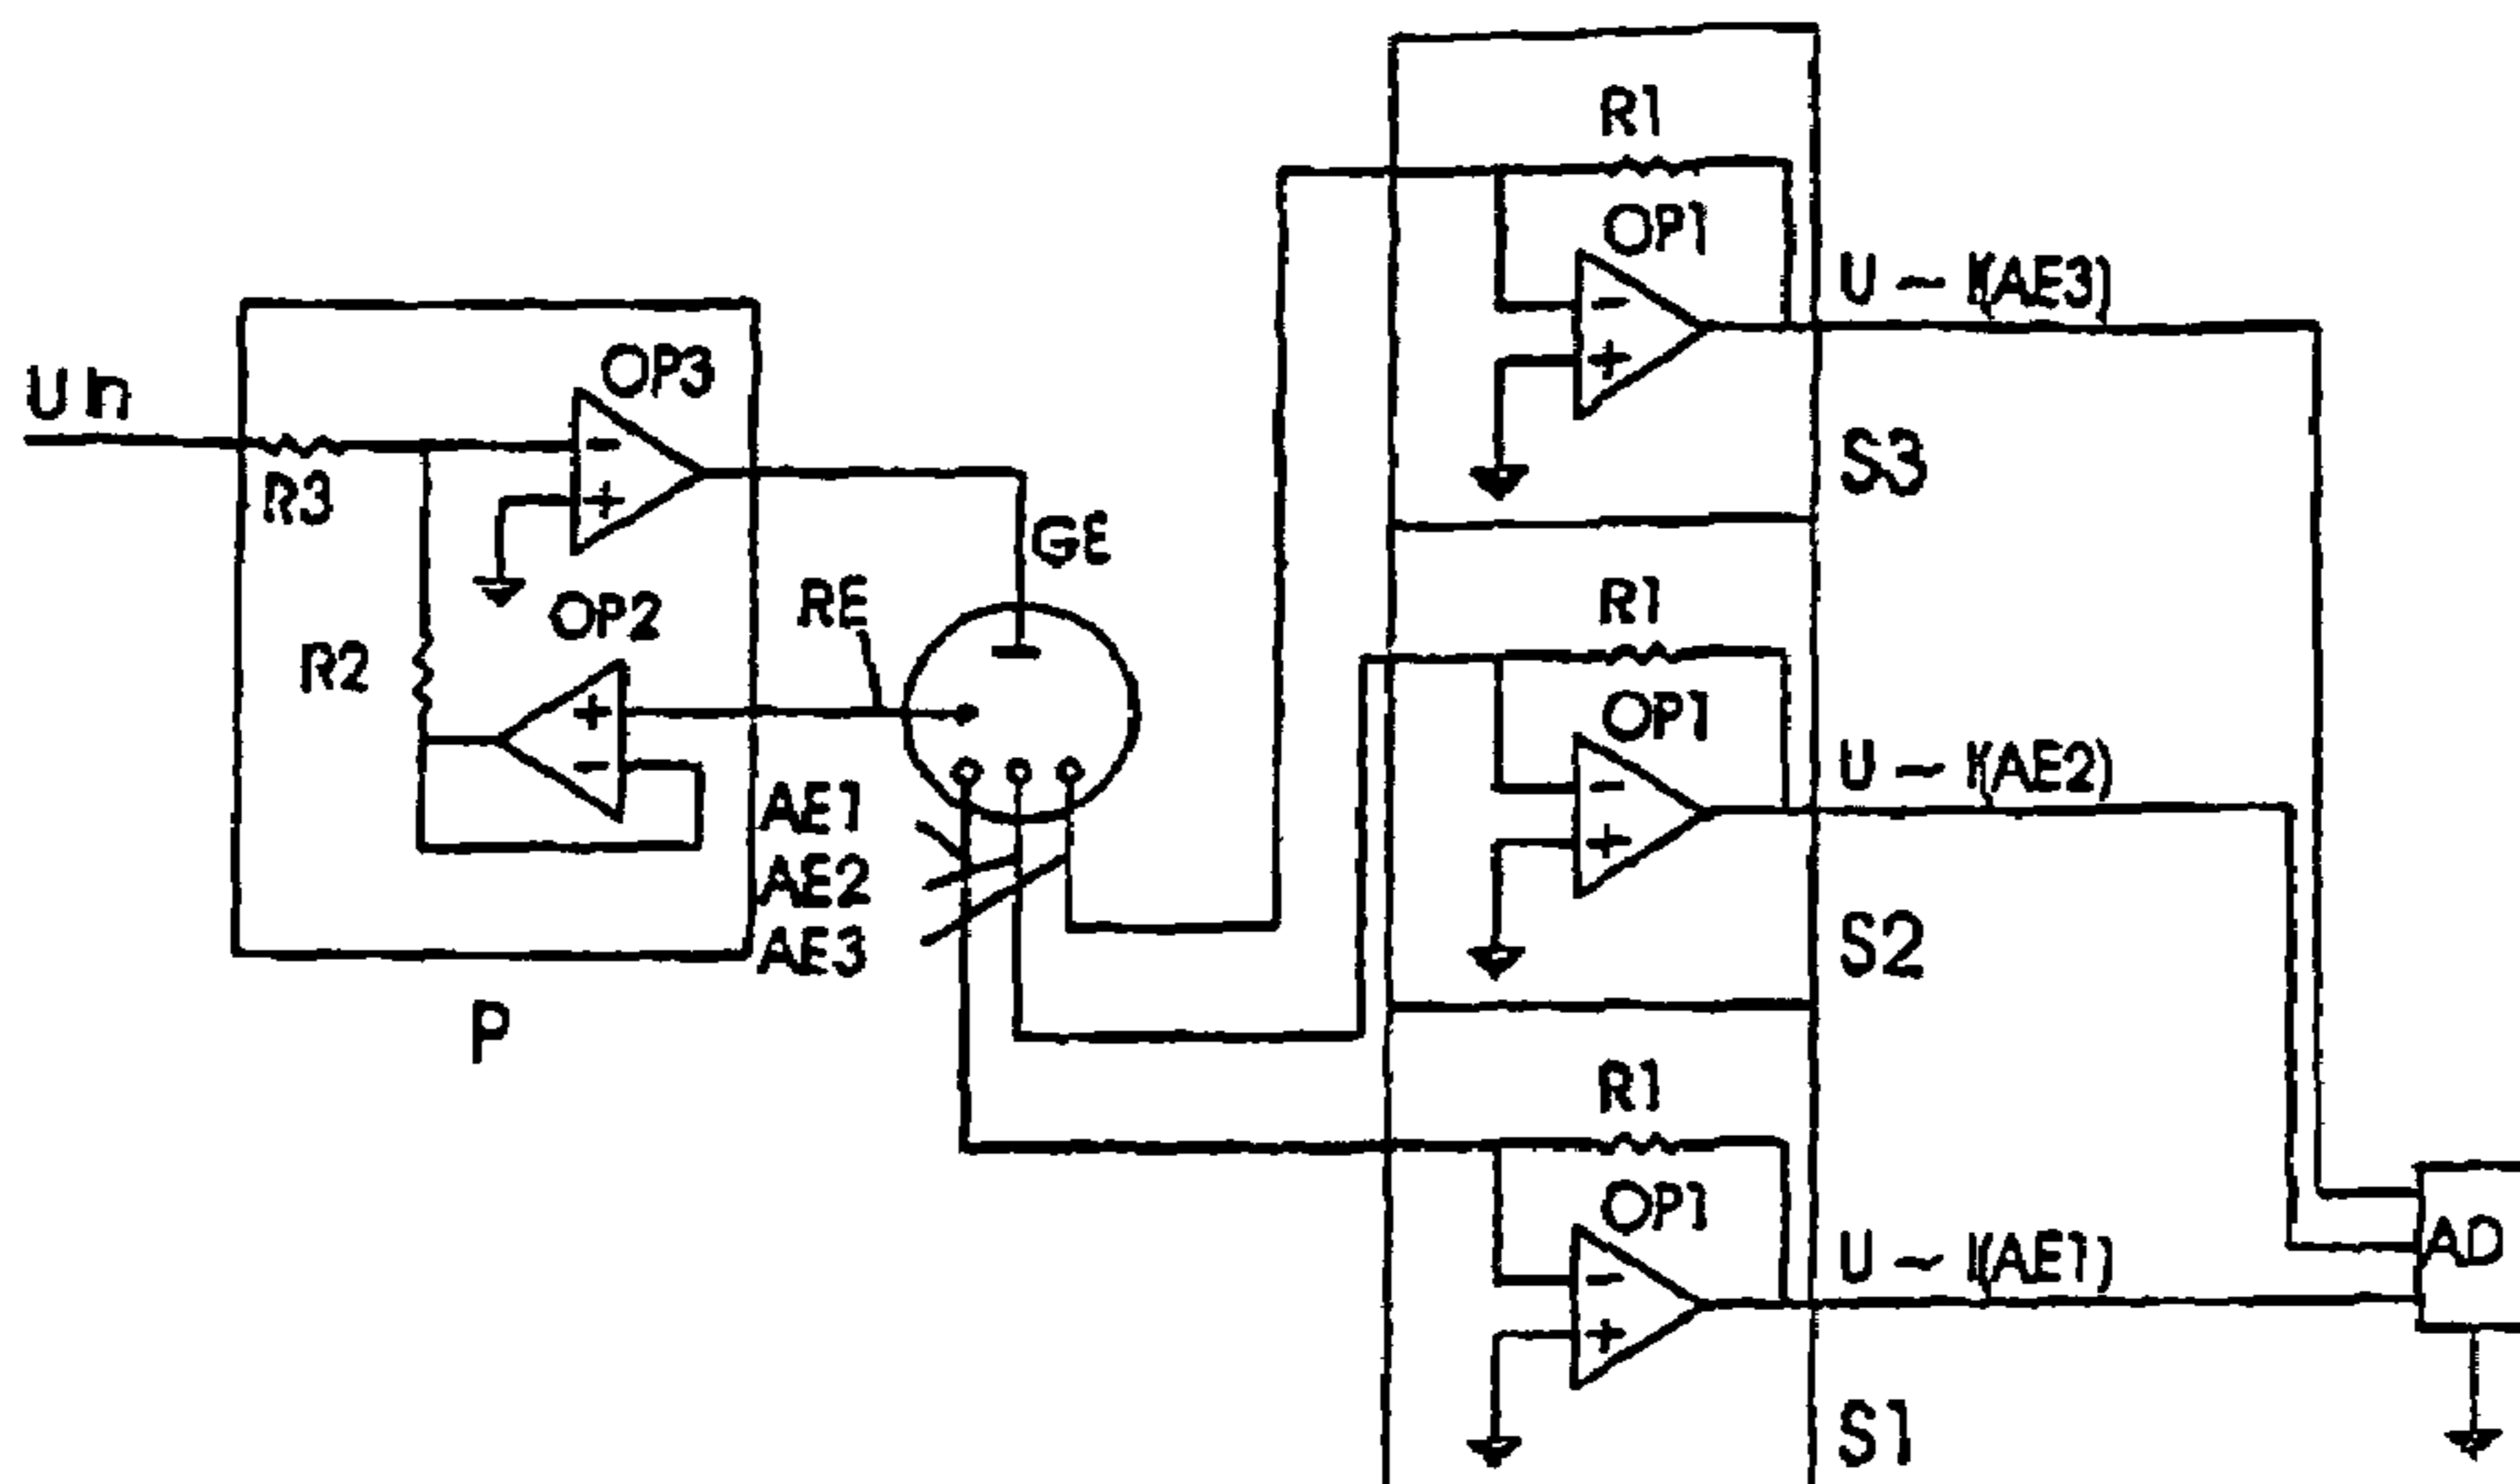 R1
OP1
U ~ I(AE3)
S3
U In
R3
OP3
-
+
GE
RE
OP2
R2
+
-
AE1
AE2
AE3
P
-
+
R1
OP1
-
+
U ~ I(AE2)
S2
R1
OP1
-
+
U ~ I(AE1)
AD
S1